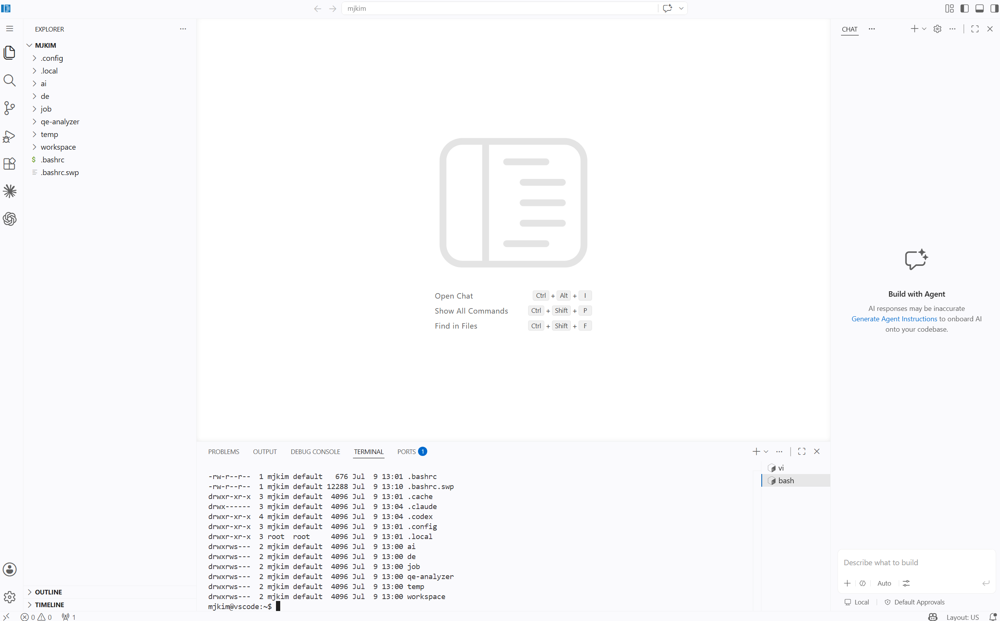 mjkim
EXPLORER
MJKIM
.config
.local
ai
de
job
qe-analyzer
temp
workspace
$ .bashrc
.bashrc.swp
OUTLINE
TIMELINE
Open Chat Ctrl + Alt + I
Show All Commands Ctrl + Shift + P
Find in Files Ctrl + Shift + F
PROBLEMS OUTPUT DEBUG CONSOLE TERMINAL PORTS 1
-rw-r--r--  1 mjkim default   676 Jul  9 13:01 .bashrc
-rw-r--r--  1 mjkim default 12288 Jul  9 13:10 .bashrc.swp
drwxr-xr-x  3 mjkim default  4096 Jul  9 13:01 .cache
drwx------  3 mjkim default  4096 Jul  9 13:04 .claude
drwxr-xr-x  4 mjkim default  4096 Jul  9 13:04 .codex
drwxr-xr-x  3 mjkim default  4096 Jul  9 13:01 .config
drwxr-xr-x  3 root  root     4096 Jul  9 13:01 .local
drwxrws---  2 mjkim default  4096 Jul  9 13:00 ai
drwxrws---  2 mjkim default  4096 Jul  9 13:00 de
drwxrws---  2 mjkim default  4096 Jul  9 13:00 job
drwxrws---  2 mjkim default  4096 Jul  9 13:00 qe-analyzer
drwxrws---  2 mjkim default  4096 Jul  9 13:00 temp
drwxrws---  2 mjkim default  4096 Jul  9 13:00 workspace
mjkim@vscode:~$
vi
bash
CHAT
Build with Agent
AI responses may be inaccurate
Generate Agent Instructions to onboard AI
onto your codebase.
Describe what to build
Auto
Local Default Approvals
0 0 1
Layout: US